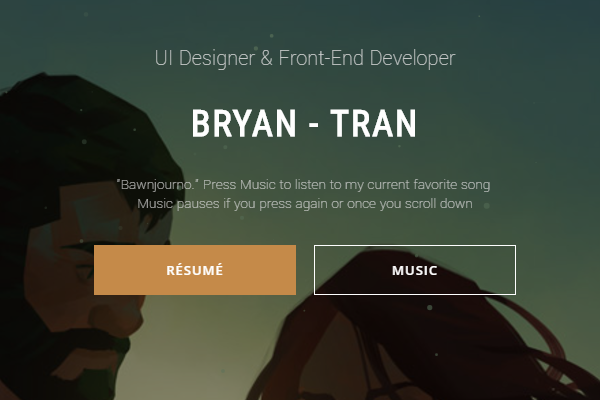 UI Designer & Front-End Developer
BRYAN - TRAN
"Bawnjourno." Press Music to listen to my current favorite song
Music pauses if you press again or once you scroll down
RÉSUMÉ
MUSIC